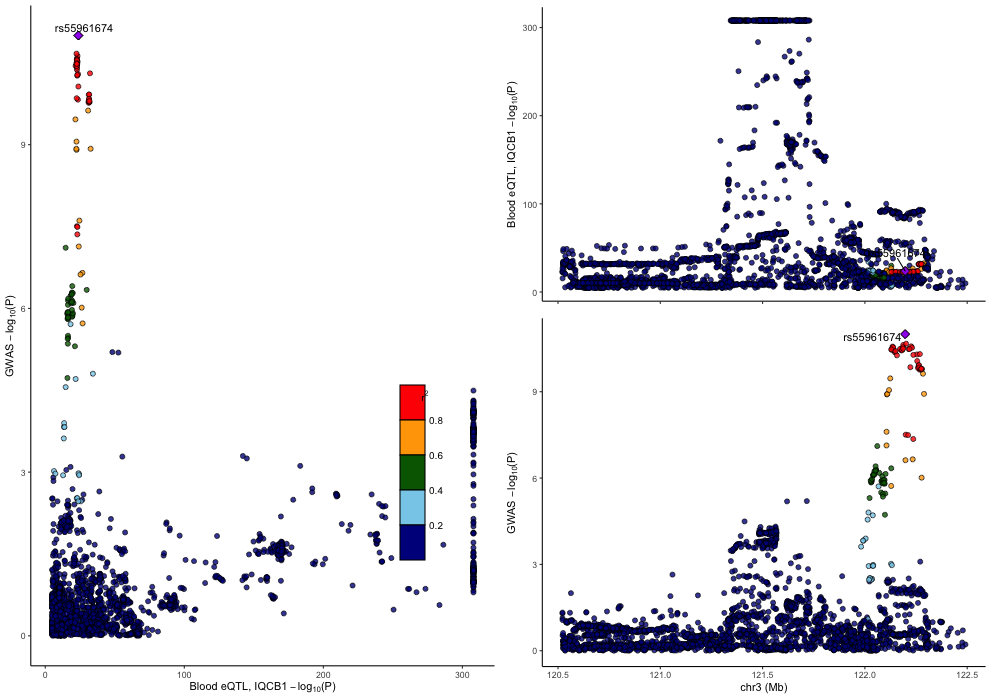 rs55961674
GWAS −log10(P)
9
6
3
0
0
100
200
300
Blood eQTL, IQCB1 −log10(P)
r2
0.8
0.6
0.4
0.2
Blood eQTL, IQCB1 −log10(P)
300
200
100
0
rs55961674
GWAS −log10(P)
9
6
3
0
rs55961674
120.5
121.0
121.5
122.0
122.5
chr3 (Mb)